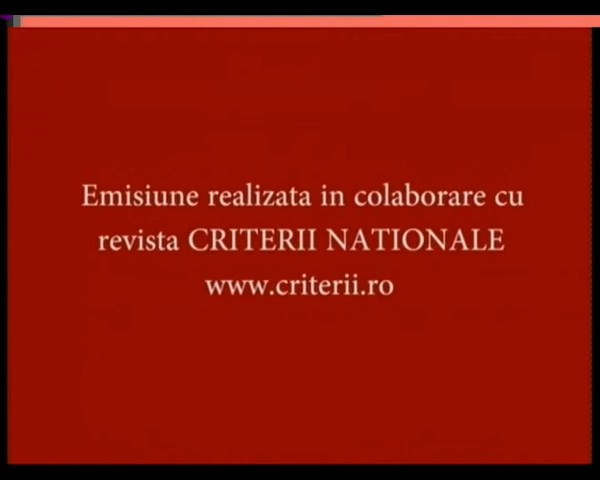 Emisiune realizata in colaborare cu
revista CRITERII NATIONALE
www.criterii.ro